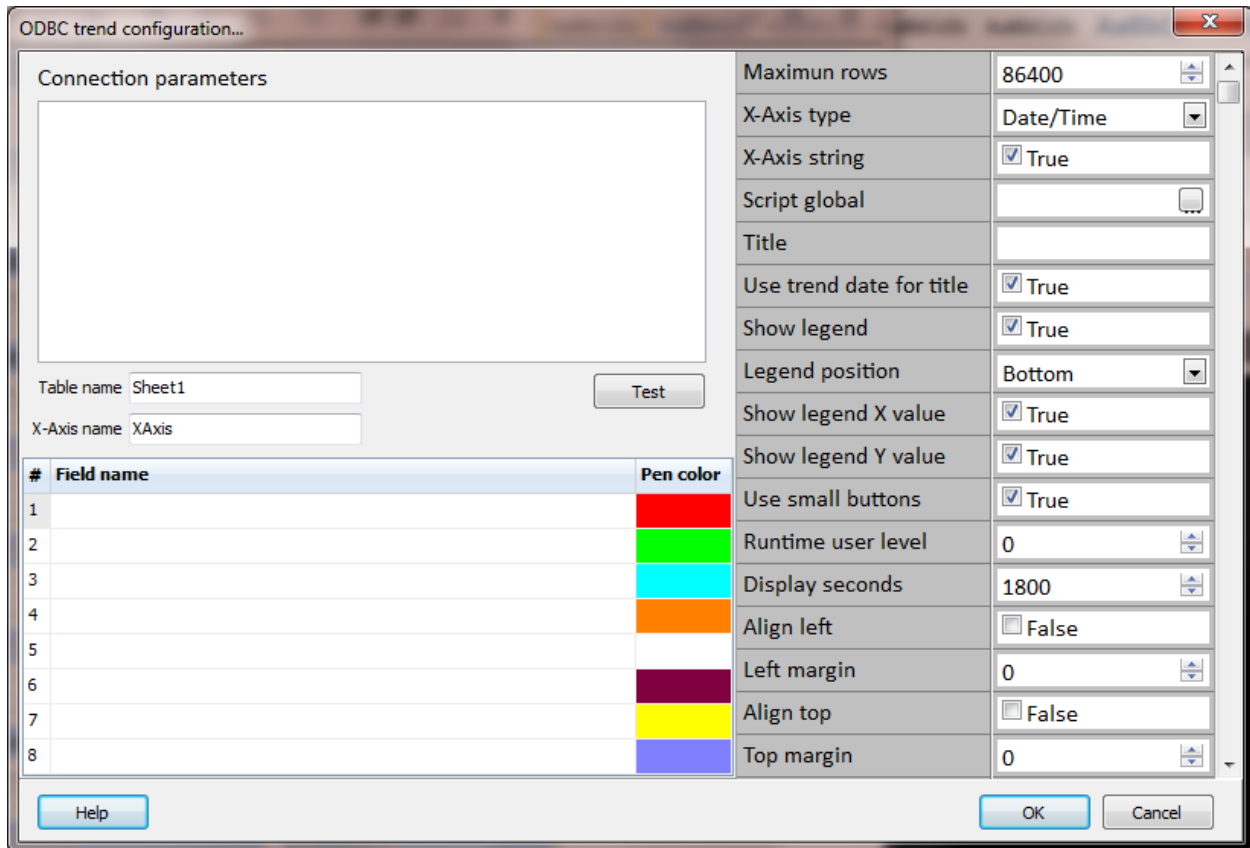 ODBC trend configuration...
Connection parameters
Table name Sheet1
Test
X-Axis name XAxis
# Field name Pen color
1
2
3
4
5
6
7
8
Maximun rows 86400
X-Axis type Date/Time
X-Axis string True
Script global ...
Title
Use trend date for title True
Show legend True
Legend position Bottom
Show legend X value True
Show legend Y value True
Use small buttons True
Runtime user level 0
Display seconds 1800
Align left False
Left margin 0
Align top False
Top margin 0
Help
OK
Cancel